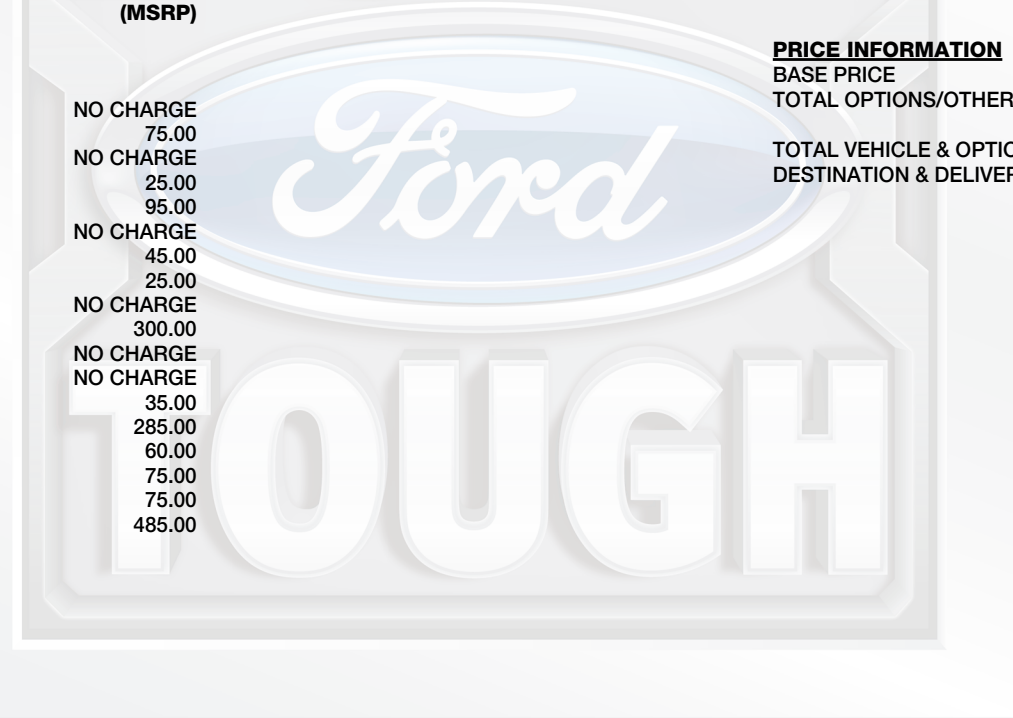 (MSRP)
NO CHARGE
75.00
NO CHARGE
25.00
95.00
NO CHARGE
45.00
25.00
NO CHARGE
300.00
NO CHARGE
NO CHARGE
35.00
285.00
60.00
75.00
75.00
485.00
PRICE INFORMATION
BASE PRICE
TOTAL OPTIONS/OTHER
TOTAL VEHICLE & OPTIO
DESTINATION & DELIVER
Ford
TOUGH